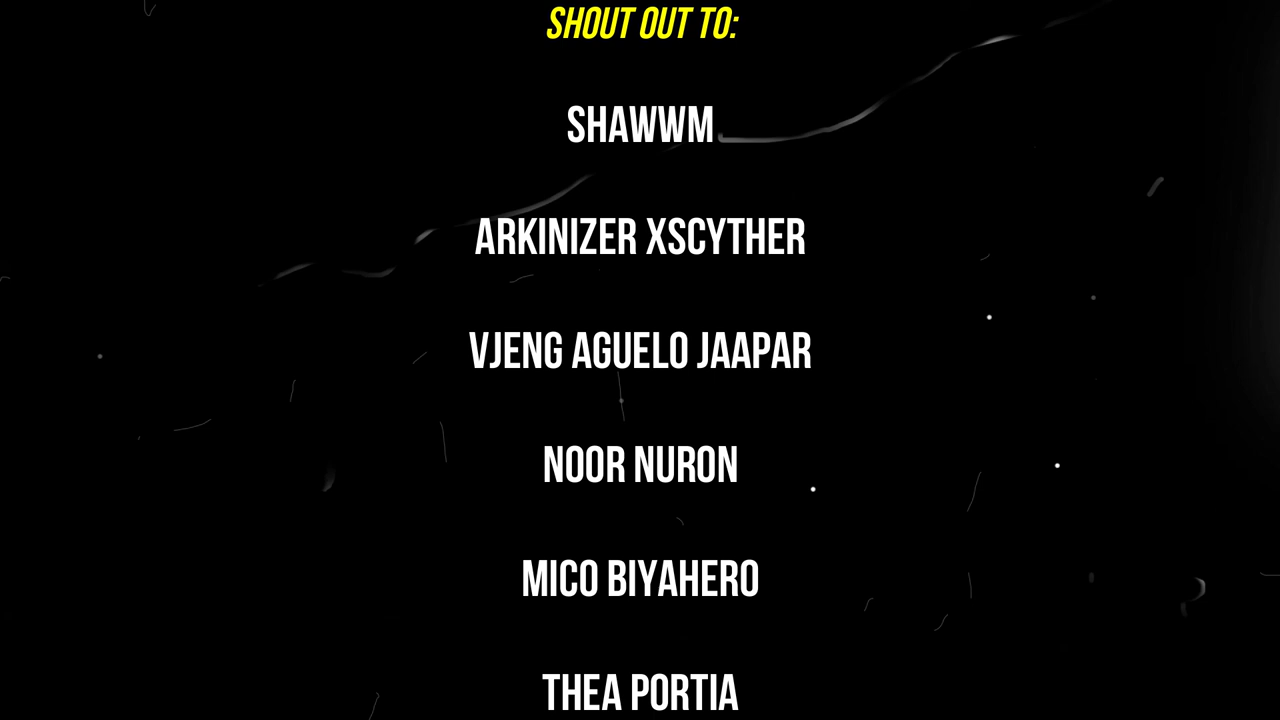 SHOUT OUT TO:
SHAWWM
ARKINIZER XSCYTHER
VJENG AGUELO JAAPAR
NOOR NURON
MICO BIYAHERO
THEA PORTIA